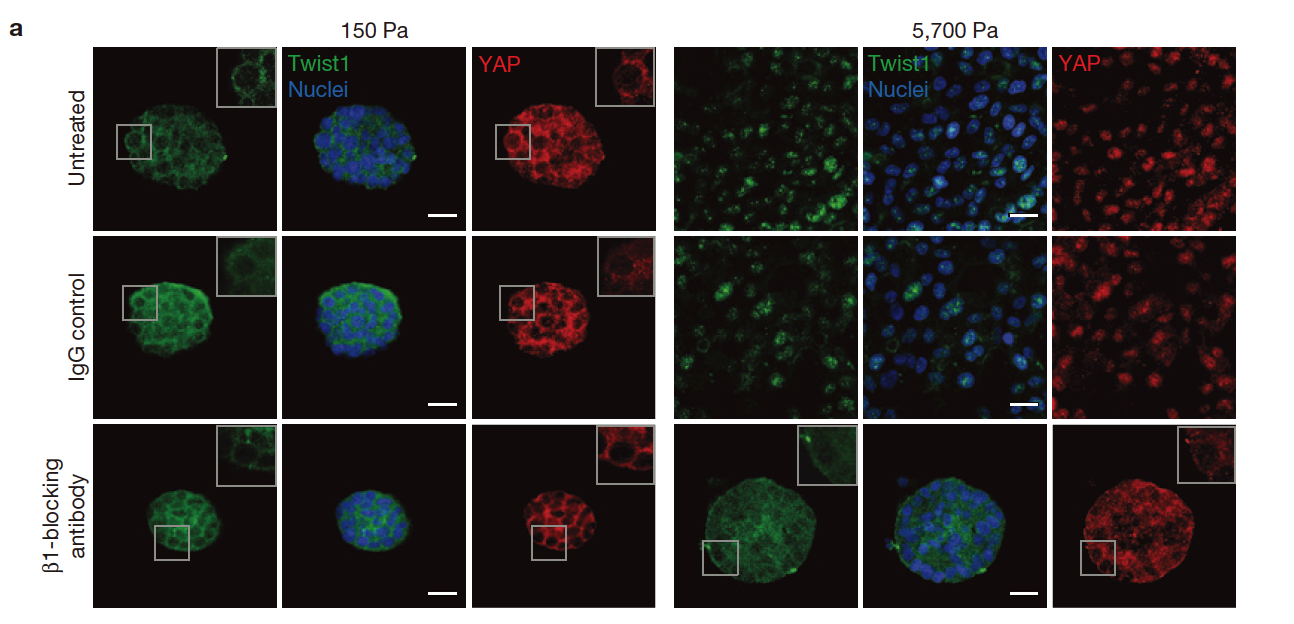 a
150 Pa
5,700 Pa
Untreated
Twist1
Nuclei
YAP
Twist1
Nuclei
YAP
IgG control
β1-blocking
antibody